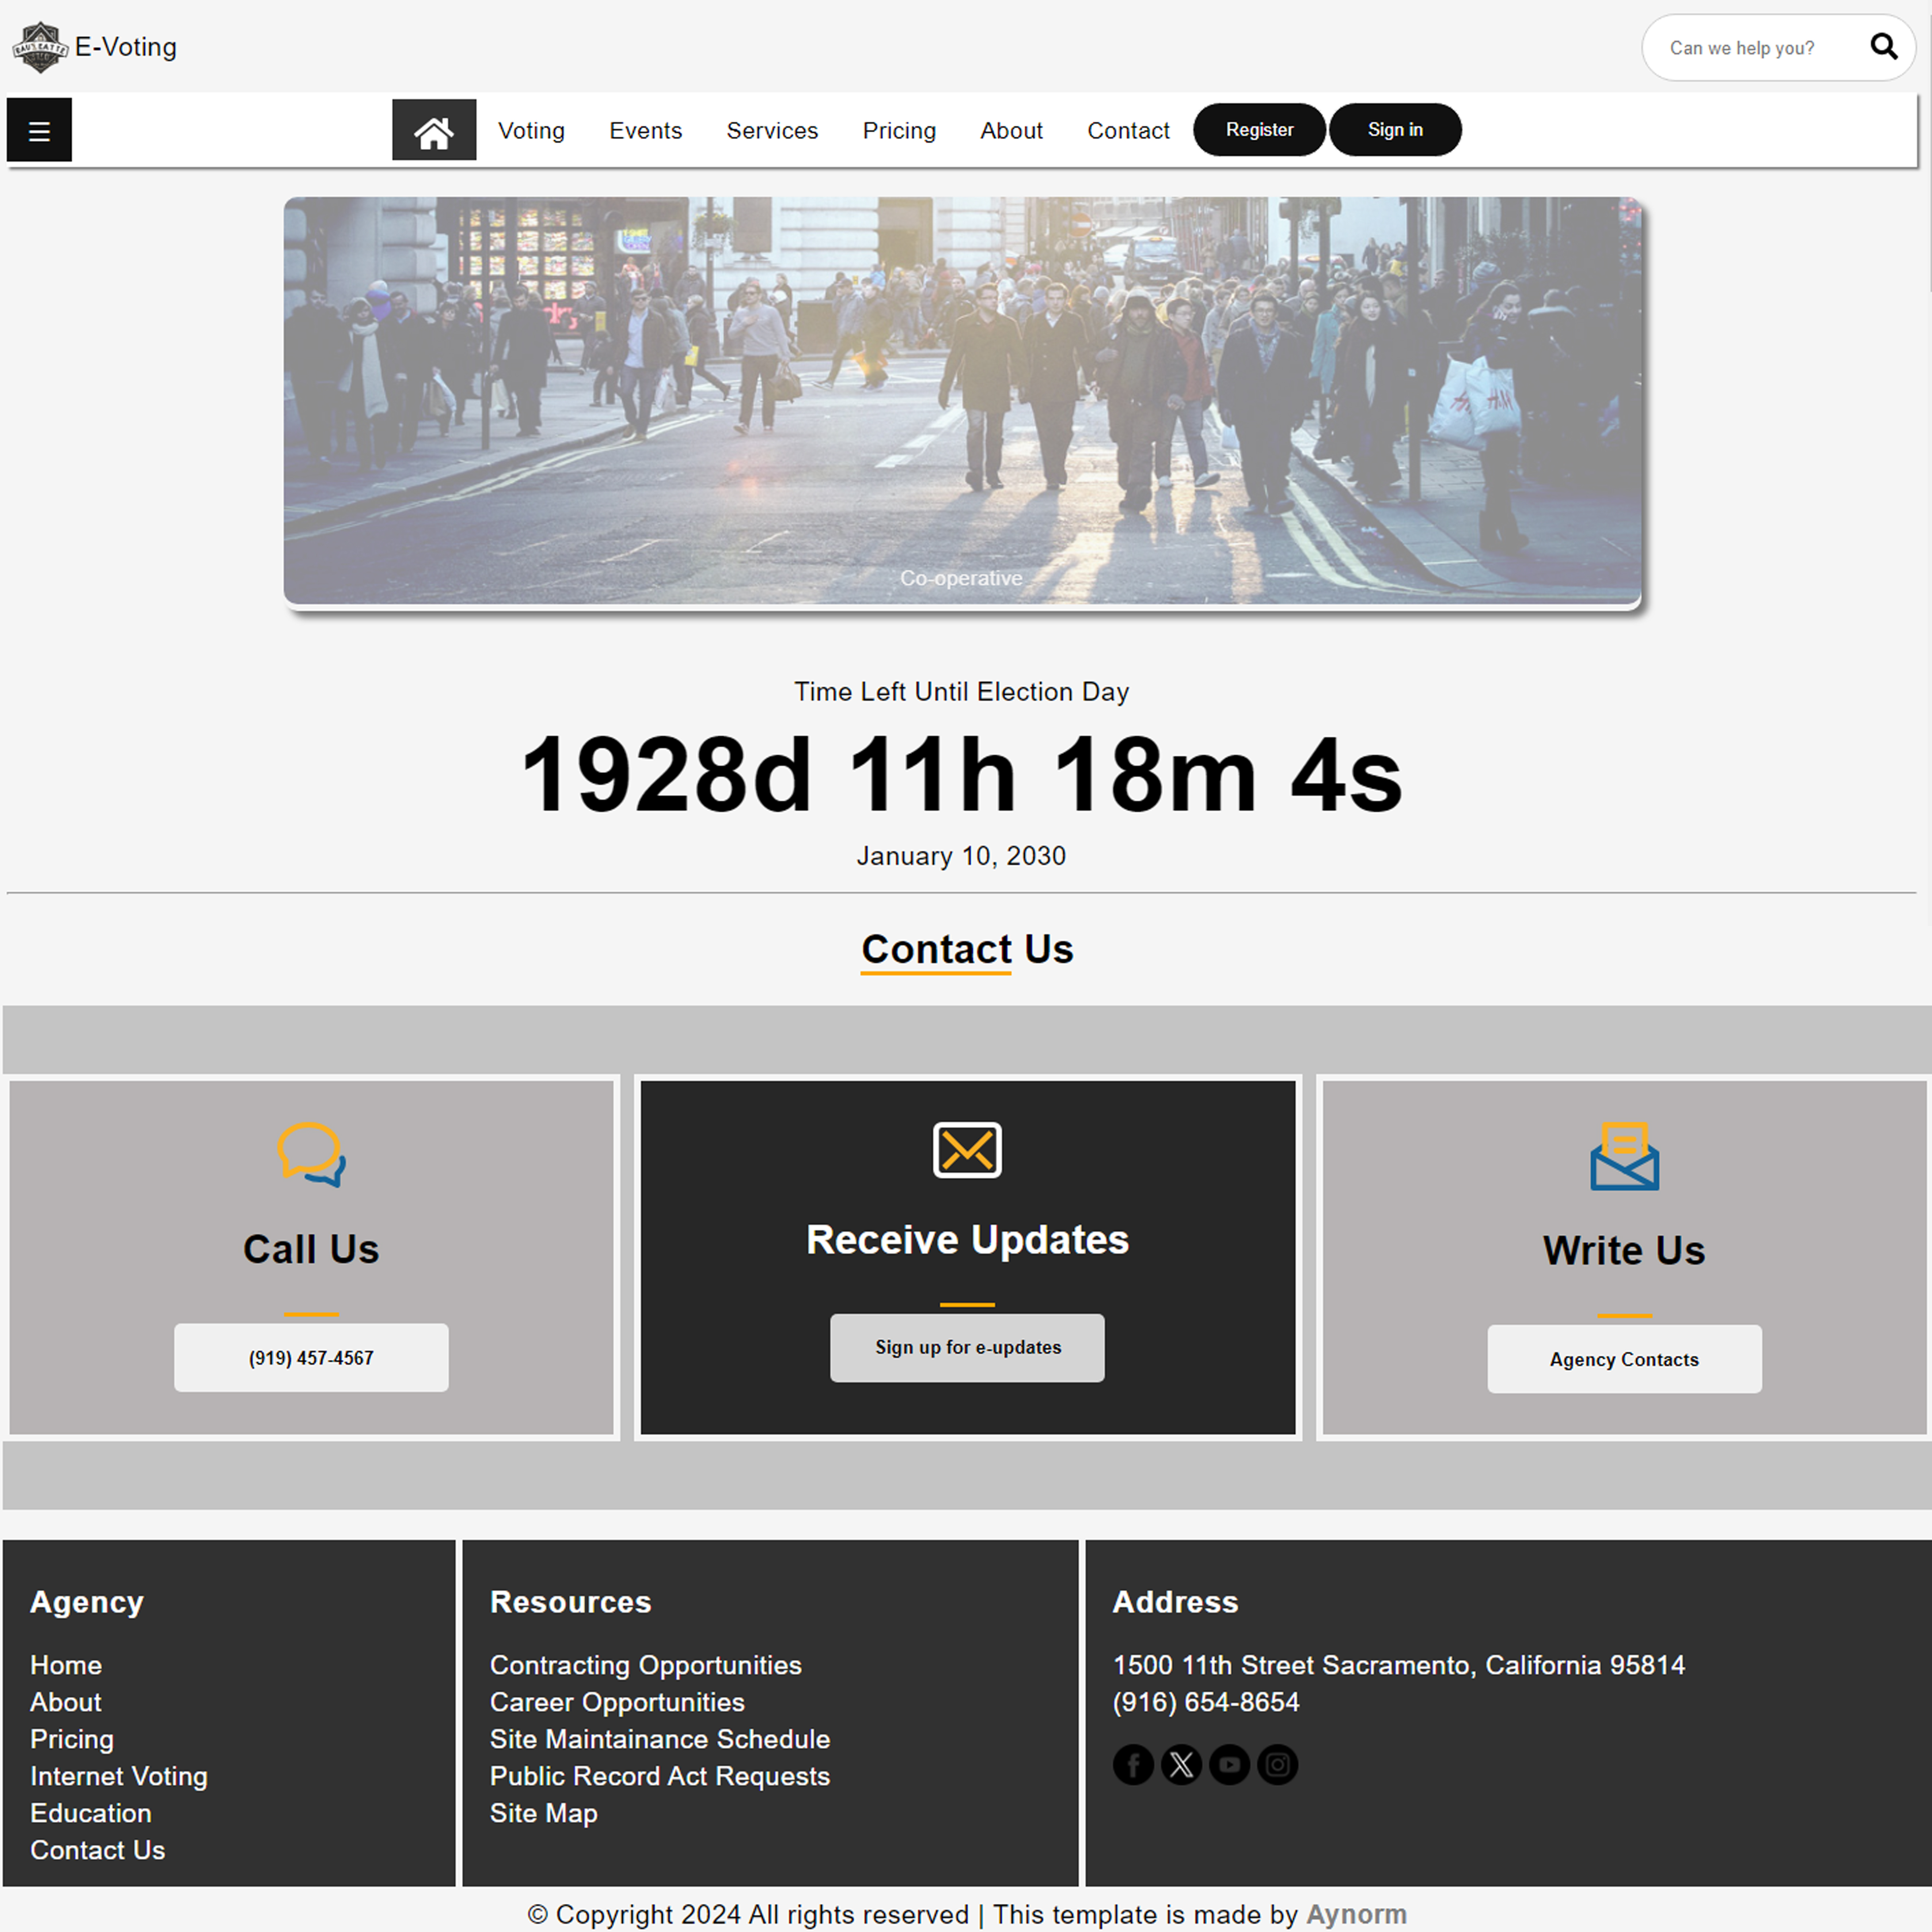 E-Voting
Can we help you?
Voting Events Services Pricing About Contact Register Sign in
H&M
Co-operative
Time Left Until Election Day
1928d 11h 18m 4s
January 10, 2030
Contact Us
Call Us
(919) 457-4567
Receive Updates
Sign up for e-updates
Write Us
Agency Contacts
Agency
Home
About
Pricing
Internet Voting
Education
Contact Us
Resources
Contracting Opportunities
Career Opportunities
Site Maintainance Schedule
Public Record Act Requests
Site Map
Address
1500 11th Street Sacramento, California 95814
(916) 654-8654
© Copyright 2024 All rights reserved | This template is made by Aynorm